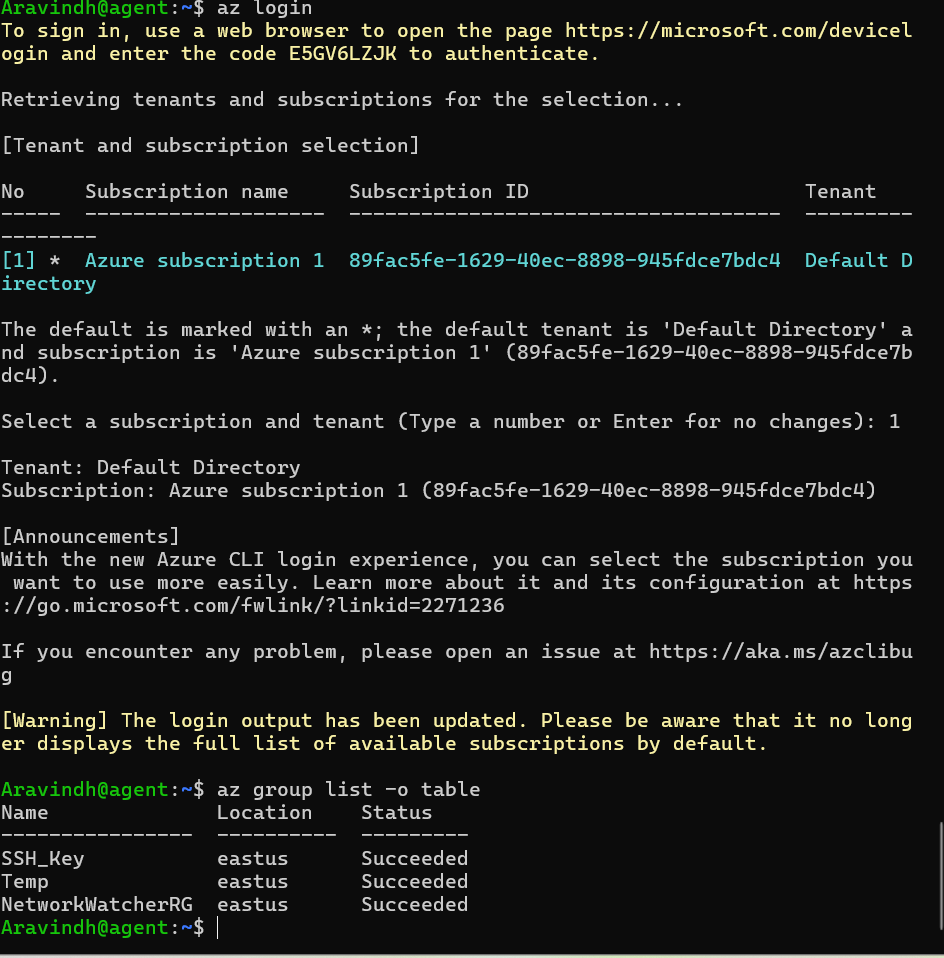 Aravindh@agent:~$ az login
To sign in, use a web browser to open the page https://microsoft.com/devicel
ogin and enter the code E5GV6LZJK to authenticate.
Retrieving tenants and subscriptions for the selection...
[Tenant and subscription selection]
No     Subscription name     Subscription ID                       Tenant
-----  --------------------  ------------------------------------  ---------
--------
[1] *  Azure subscription 1  89fac5fe-1629-40ec-8898-945fdce7bdc4  Default D
irectory
The default is marked with an *; the default tenant is 'Default Directory' a
nd subscription is 'Azure subscription 1' (89fac5fe-1629-40ec-8898-945fdce7b
dc4).
Select a subscription and tenant (Type a number or Enter for no changes): 1
Tenant: Default Directory
Subscription: Azure subscription 1 (89fac5fe-1629-40ec-8898-945fdce7bdc4)
[Announcements]
With the new Azure CLI login experience, you can select the subscription you
 want to use more easily. Learn more about it and its configuration at https
://go.microsoft.com/fwlink/?linkid=2271236
If you encounter any problem, please open an issue at https://aka.ms/azclibu
g
[Warning] The login output has been updated. Please be aware that it no long
er displays the full list of available subscriptions by default.
Aravindh@agent:~$ az group list -o table
Name              Location    Status
----------------  ----------  ---------
SSH_Key           eastus      Succeeded
Temp              eastus      Succeeded
NetworkWatcherRG  eastus      Succeeded
Aravindh@agent:~$